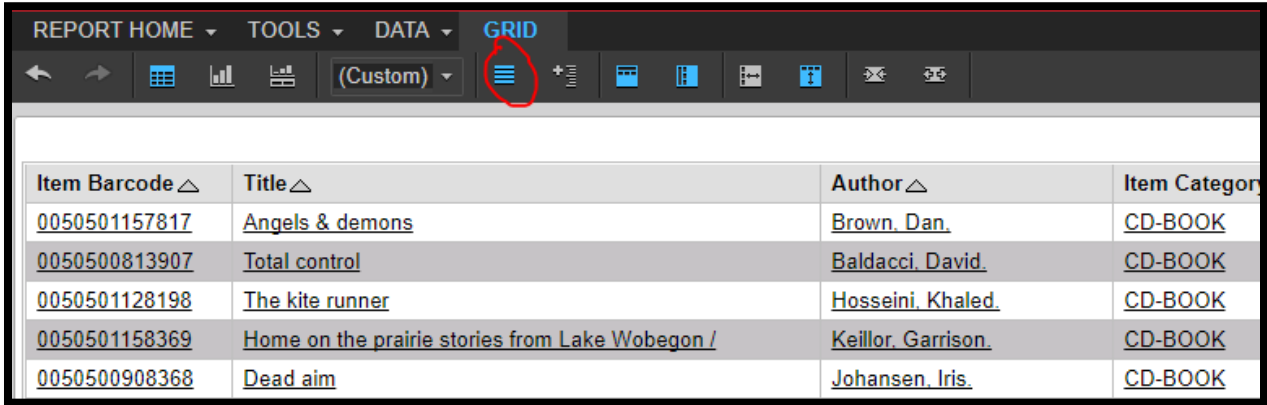 REPORT HOME TOOLS DATA GRID
(Custom)
Item Barcode Title Author Item Category
0050501157817 Angels & demons Brown, Dan, CD-BOOK
0050500813907 Total control Baldacci, David. CD-BOOK
0050501128198 The kite runner Hosseini, Khaled. CD-BOOK
0050501158369 Home on the prairie stories from Lake Wobegon / Keillor, Garrison. CD-BOOK
0050500908368 Dead aim Johansen, Iris. CD-BOOK